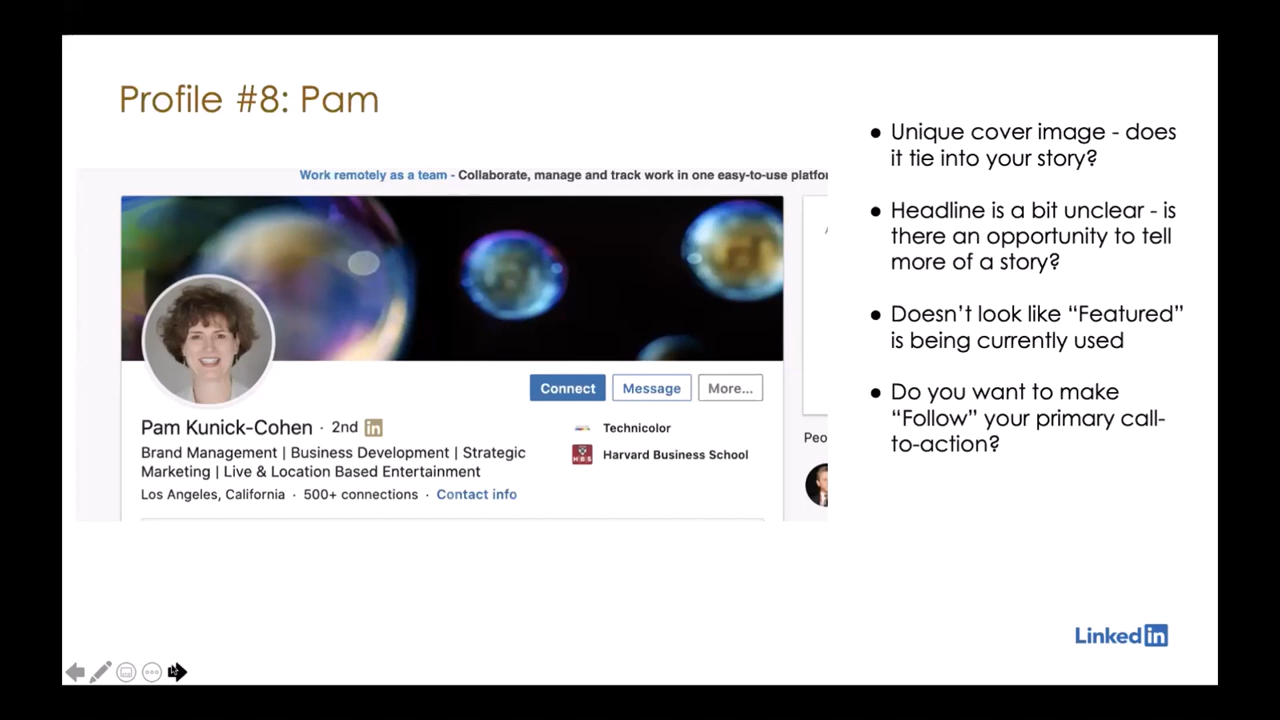 Profile #8: Pam
Work remotely as a team - Collaborate, manage and track work in one easy-to-use
Connect
Message
More...
Pam Kunick-Cohen · 2nd in
Brand Management | Business Development | Strategic
Marketing | Live & Location Based Entertainment
Los Angeles, California · 500+ connections · Contact info
Technicolor
HBS
Harvard Business School
● Unique cover image - does
it tie into your story?
● Headline is a bit unclear - is
there an opportunity to tell
more of a story?
● Doesn't look like “Featured”
is being currently used
● Do you want to make
“Follow” your primary call-
to-action?
Linked in